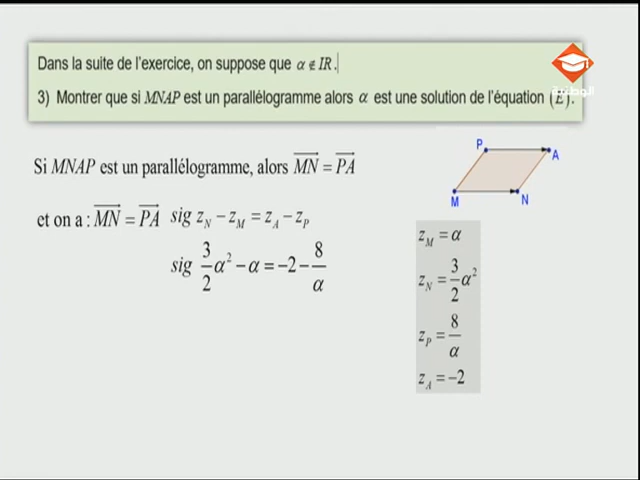 Dans la suite de l'exercice, on suppose que α ∉ IR.
الوطنية
3) Montrer que si MNAP est un parallélogramme alors α est une solution de l'équation (E).
Si MNAP est un parallélogramme, alors MN⃗ = PA⃗
P A
M N
et on a : MN⃗ = PA⃗ sig z_N − z_M = z_A − z_P
sig 3/2 α² − α = −2 − 8/α
z_M = α
z_N = 3/2 α²
z_P = 8/α
z_A = −2